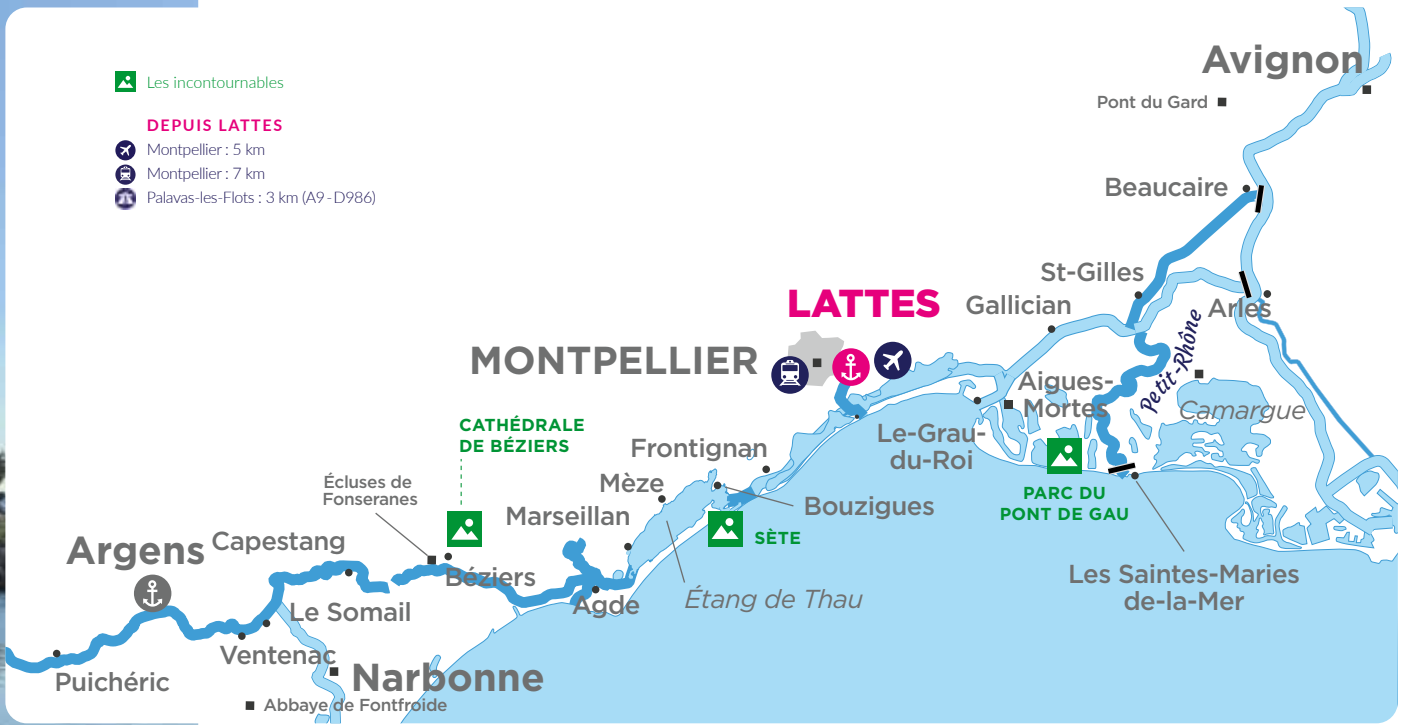 Les incontournables
DEPUIS LATTES
Montpellier : 5 km
Montpellier : 7 km
Palavas-les-Flots : 3 km (A9 - D986)
Avignon
Pont du Gard
Beaucaire
St-Gilles
LATTES
Gallician
Arles
Petit-Rhône
MONTPELLIER
Aigues-
Mortes
Camargue
CATHÉDRALE
DE BÉZIERS
Le-Grau-
du-Roi
Frontignan
Écluses de
Fonseranes
Mèze
PARC DU
PONT DE GAU
Bouzigues
Marseillan
SÈTE
Argens
Capestang
Béziers
Les Saintes-Maries
de-la-Mer
Étang de Thau
Agde
Le Somail
Ventenac
Puichéric
Narbonne
Abbaye de Fontfroide